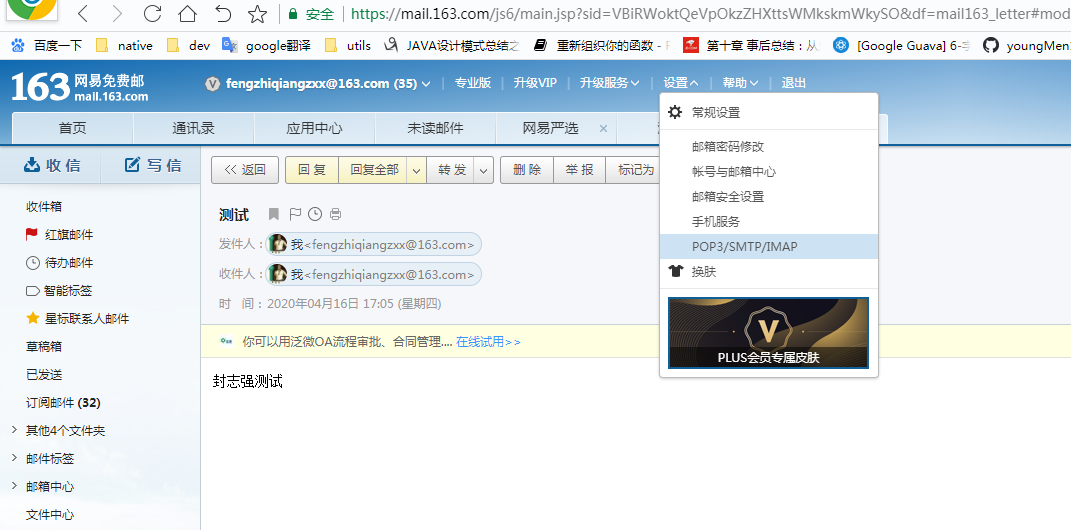 安全 https://mail.163.com/js6/main.jsp?sid=VBiRWoktQeVpOkzZHXttsWMkskmWkySO&df=mail163_letter#mod
百度一下 native dev google翻译 utils JAVA设计模式总结之 重新组织你的函数 - F 第十章 事后总结：从 [Google Guava] 6-字 youngMen1
163 网易免费邮 mail.163.com
fengzhiqiangzxx@163.com (35) 专业版 升级VIP 升级服务 设置 帮助 退出
首页 通讯录 应用中心 未读邮件 网易严选 ×
收 信 写 信
<< 返回 回 复 回复全部 转 发 删 除 举 报 标记为
常规设置
邮箱密码修改
帐号与邮箱中心
邮箱安全设置
手机服务
POP3/SMTP/IMAP
换肤
V
PLUS会员专属皮肤
收件箱
红旗邮件
待办邮件
智能标签
星标联系人邮件
草稿箱
已发送
订阅邮件 (32)
其他4个文件夹
邮件标签
邮箱中心
文件中心
测试
发件人：我<fengzhiqiangzxx@163.com>
收件人：我<fengzhiqiangzxx@163.com>
时 间：2020年04月16日 17:05 (星期四)
你可以用泛微OA流程审批、合同管理.... 在线试用>>
封志强测试